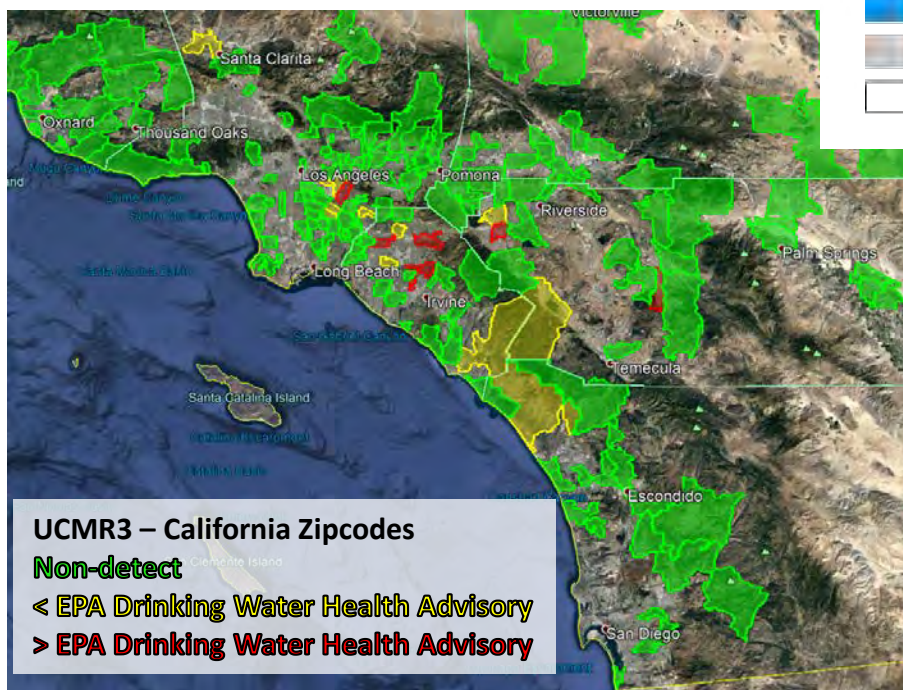 Victorville
Santa Clarita
Oxnard
Thousand Oaks
Los Angeles
Pomona
Riverside
Palm Springs
Long Beach
Irvine
Temecula
Santa Catalina Island
Escondido
San Diego
UCMR3 – California Zipcodes
Non-detect
< EPA Drinking Water Health Advisory
> EPA Drinking Water Health Advisory